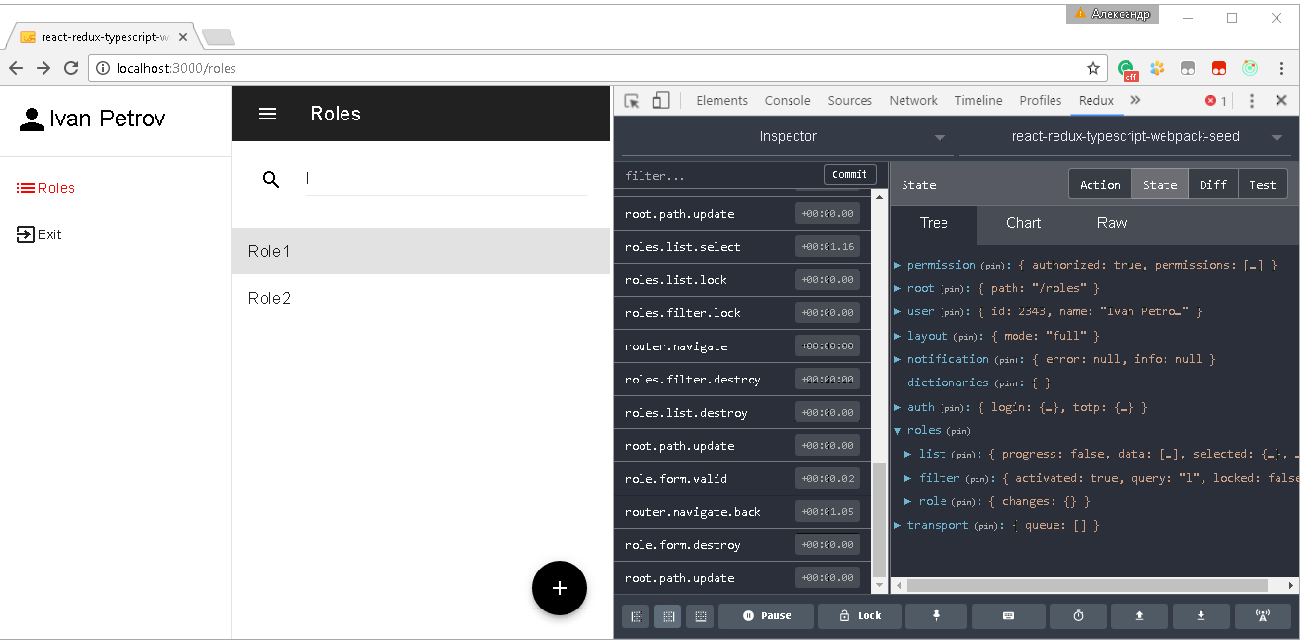 Александр
react-redux-typescript-w
localhost:3000/roles
off
Ivan Petrov
Roles
Exit
Roles
l
Role1
Role2
Elements Console Sources Network Timeline Profiles Redux » 1
Inspector react-redux-typescript-webpack-seed
filter... Commit
root.path.update +00:00.00
roles.list.select +00:01.16
roles.list.lock +00:00.00
roles.filter.lock +00:00.00
router.navigate +00:00.00
roles.filter.destroy +00:00.00
roles.list.destroy +00:00.00
root.path.update +00:00.00
role.form.valid +00:00.02
router.navigate.back +00:01.05
role.form.destroy +00:00.00
root.path.update +00:00.00
State Action State Diff Test
Tree Chart Raw
permission (pin): { authorized: true, permissions: […] }
root (pin): { path: "/roles" }
user (pin): { id: 2343, name: "Ivan Petro…" }
layout (pin): { mode: "full" }
notification (pin): { error: null, info: null }
dictionaries (pin): { }
auth (pin): { login: {…}, totp: {…} }
roles (pin)
list (pin): { progress: false, data: […], selected: {…}, …
filter (pin): { activated: true, query: "l", locked: false
role (pin): { changes: {} }
transport (pin): { queue: [] }
Pause Lock